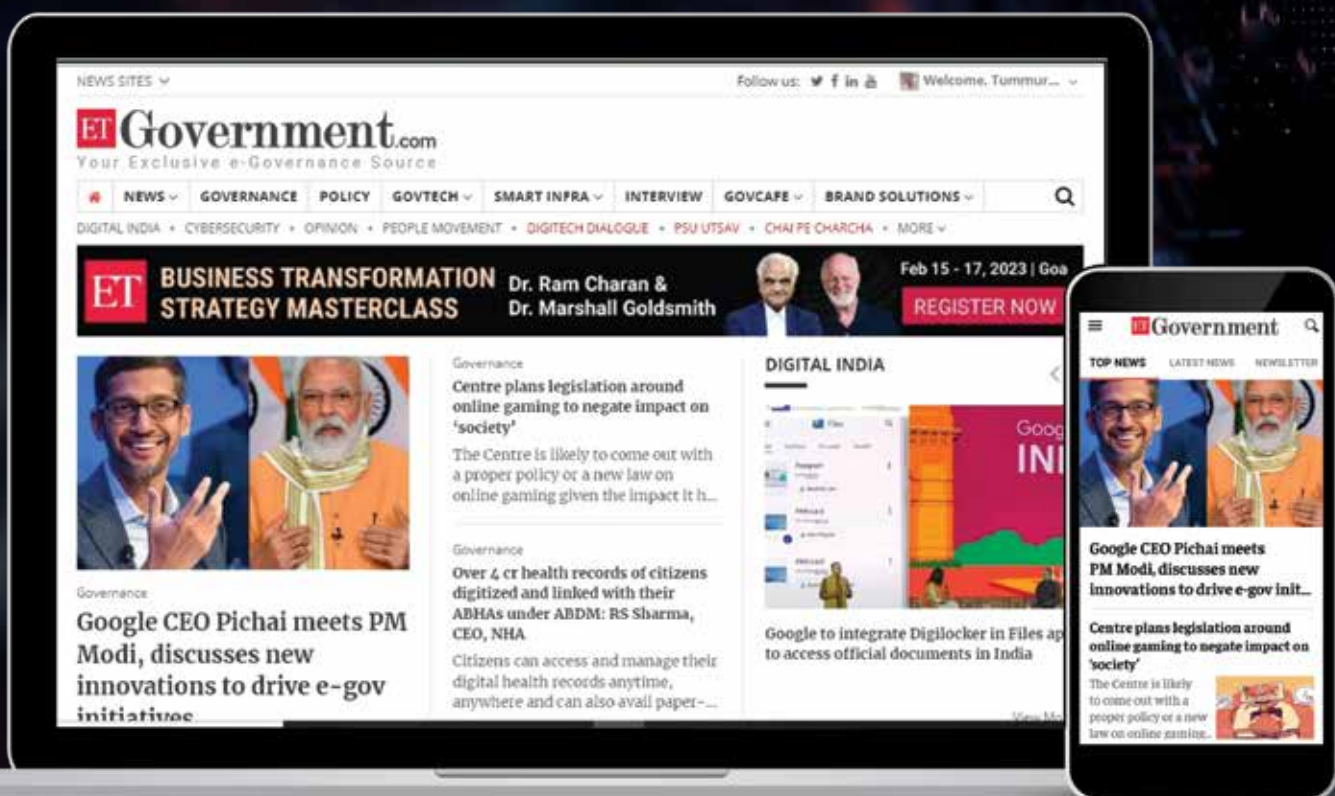 NEWS SITES
Follow us:
Welcome, Tummur...
ET Government.com
Your Exclusive e-Governance Source
NEWS GOVERNANCE POLICY GOVTECH SMART INFRA INTERVIEW GOVCAFE BRAND SOLUTIONS
DIGITAL INDIA • CYBERSECURITY • OPINION • PEOPLE MOVEMENT • DIGITECH DIALOGUE • PSU UTSAV • CHAI PE CHARCHA • MORE
ET
BUSINESS TRANSFORMATION
STRATEGY MASTERCLASS
Dr. Ram Charan &
Dr. Marshall Goldsmith
Feb 15 - 17, 2023 | Goa
REGISTER NOW
Governance
Google CEO Pichai meets PM
Modi, discusses new
innovations to drive e-gov
initiatives
Governance
Centre plans legislation around
online gaming to negate impact on
‘society’
The Centre is likely to come out with
a proper policy or a new law on
online gaming given the impact it h...
Governance
Over 4 cr health records of citizens
digitized and linked with their
ABHAs under ABDM: RS Sharma,
CEO, NHA
Citizens can access and manage their
digital health records anytime,
anywhere and can also avail paper-...
DIGITAL INDIA
Files
Goog
INI
Google to integrate Digilocker in Files ap
to access official documents in India
View Mo
ET Government
TOP NEWS LATEST NEWS NEWSLETTER
Google CEO Pichai meets
PM Modi, discusses new
innovations to drive e-gov init...
Centre plans legislation around
online gaming to negate impact on
‘society’
The Centre is likely
to come out with a
proper policy or a new
law on online gaming...